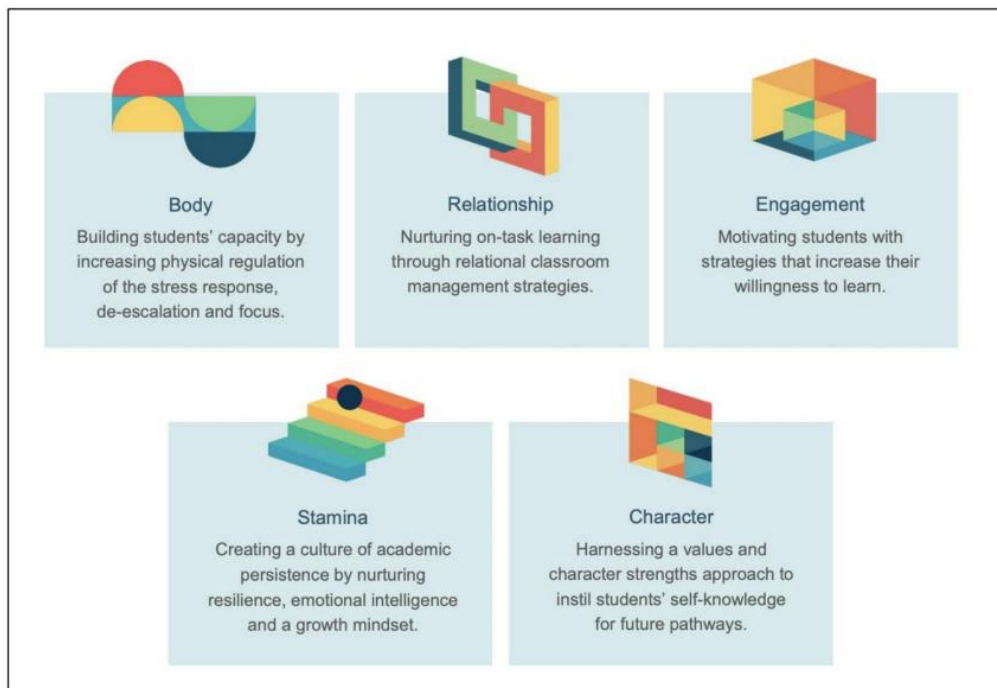 Body
Building students’ capacity by
increasing physical regulation
of the stress response,
de-escalation and focus.
Relationship
Nurturing on-task learning
through relational classroom
management strategies.
Engagement
Motivating students with
strategies that increase their
willingness to learn.
Stamina
Creating a culture of academic
persistence by nurturing
resilience, emotional intelligence
and a growth mindset.
Character
Harnessing a values and
character strengths approach to
instil students’ self-knowledge
for future pathways.